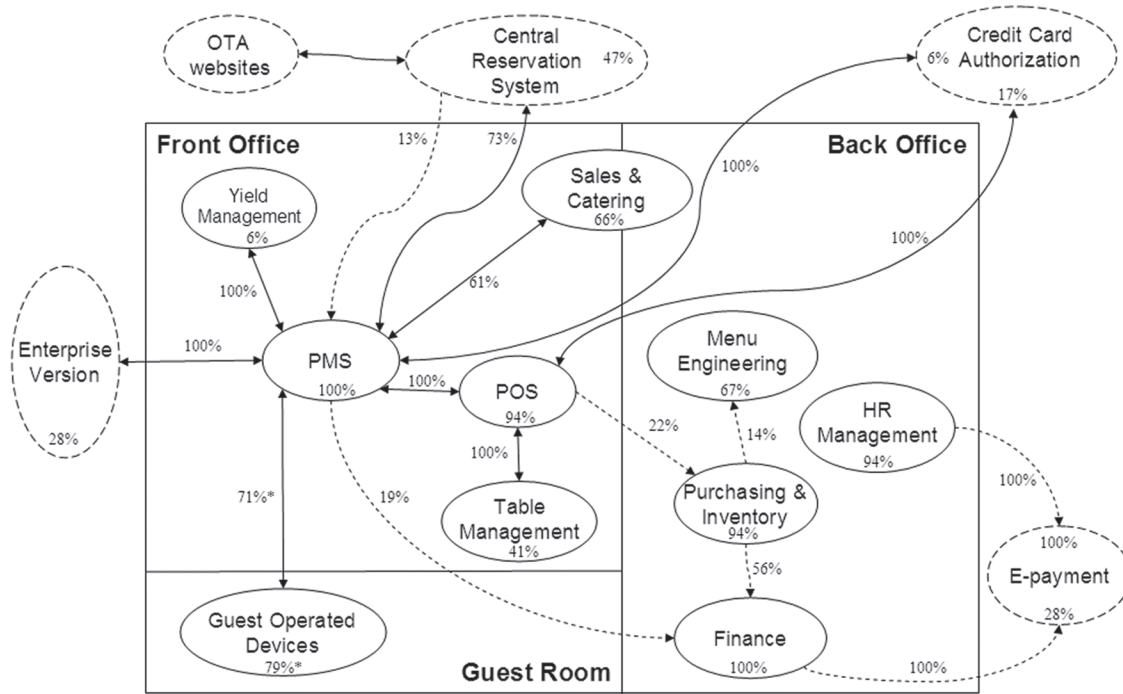 OTA
websites
Central
Reservation
System
47%
Credit Card
Authorization
6%
17%
Front Office
Back Office
13%
73%
100%
Sales &
Catering
66%
Yield
Management
6%
100%
61%
100%
Enterprise
Version
28%
100%
PMS
100%
100%
POS
94%
Menu
Engineering
67%
HR
Management
94%
22%
14%
100%
71%*
19%
Table
Management
41%
Purchasing &
Inventory
94%
100%
56%
100%
E-payment
28%
Guest Operated
Devices
79%*
Guest Room
Finance
100%
100%